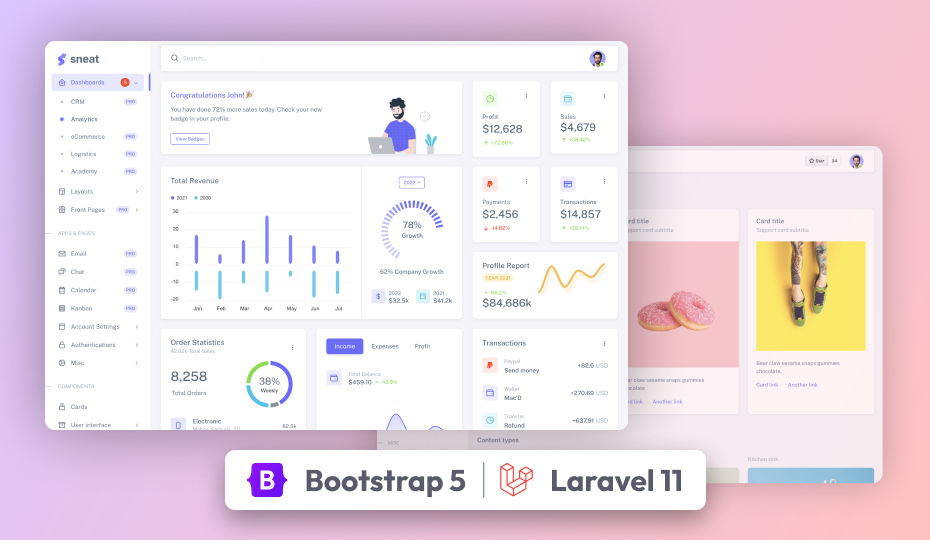 sneat
Dashboards 5
CRM PRO
Analytics
eCommerce PRO
Logistics PRO
Academy PRO
Layouts
Front Pages PRO
APPS & PAGES
Email PRO
Chat PRO
Calendar PRO
Kanban PRO
Account Settings
Authentications
Misc
COMPONENTS
Cards
User interface
Search...
Congratulations John!🎉
You have done 72% more sales today. Check your new
badge in your profile.
View Badges
Profit
$12,628
+72.80%
Sales
$4,679
+28.42%
Total Revenue
2021 2020
30
20
10
0
-10
-20
Jan Feb Mar Apr May Jun Jul
2022
78%
Growth
62% Company Growth
2022
$32.5k
2021
$41.2k
Payments
$2,456
-14.82%
Transactions
$14,857
+28.14%
Profile Report
YEAR 2021
68.2%
$84,686k
Order Statistics
42.82k Total Sales
8,258
Total Orders
38%
Weekly
Electronic
82.5k
Income Expenses Profit
Total Balance
$459.10 42.9%
Transactions
Paypal
Send money
+82.6 USD
Wallet
Mac'D
+270.69 USD
Transfer
Refund
+637.91 USD
Star 34
rd title
upport card subtitle
ar claw sesame snaps gummies
ocolate.
rd link Another link
Card title
Support card subtitle
Bear claw sesame snaps gummies
chocolate.
Card link Another link
MISC
Content types
Kitchen sink
B Bootstrap 5 Laravel 11